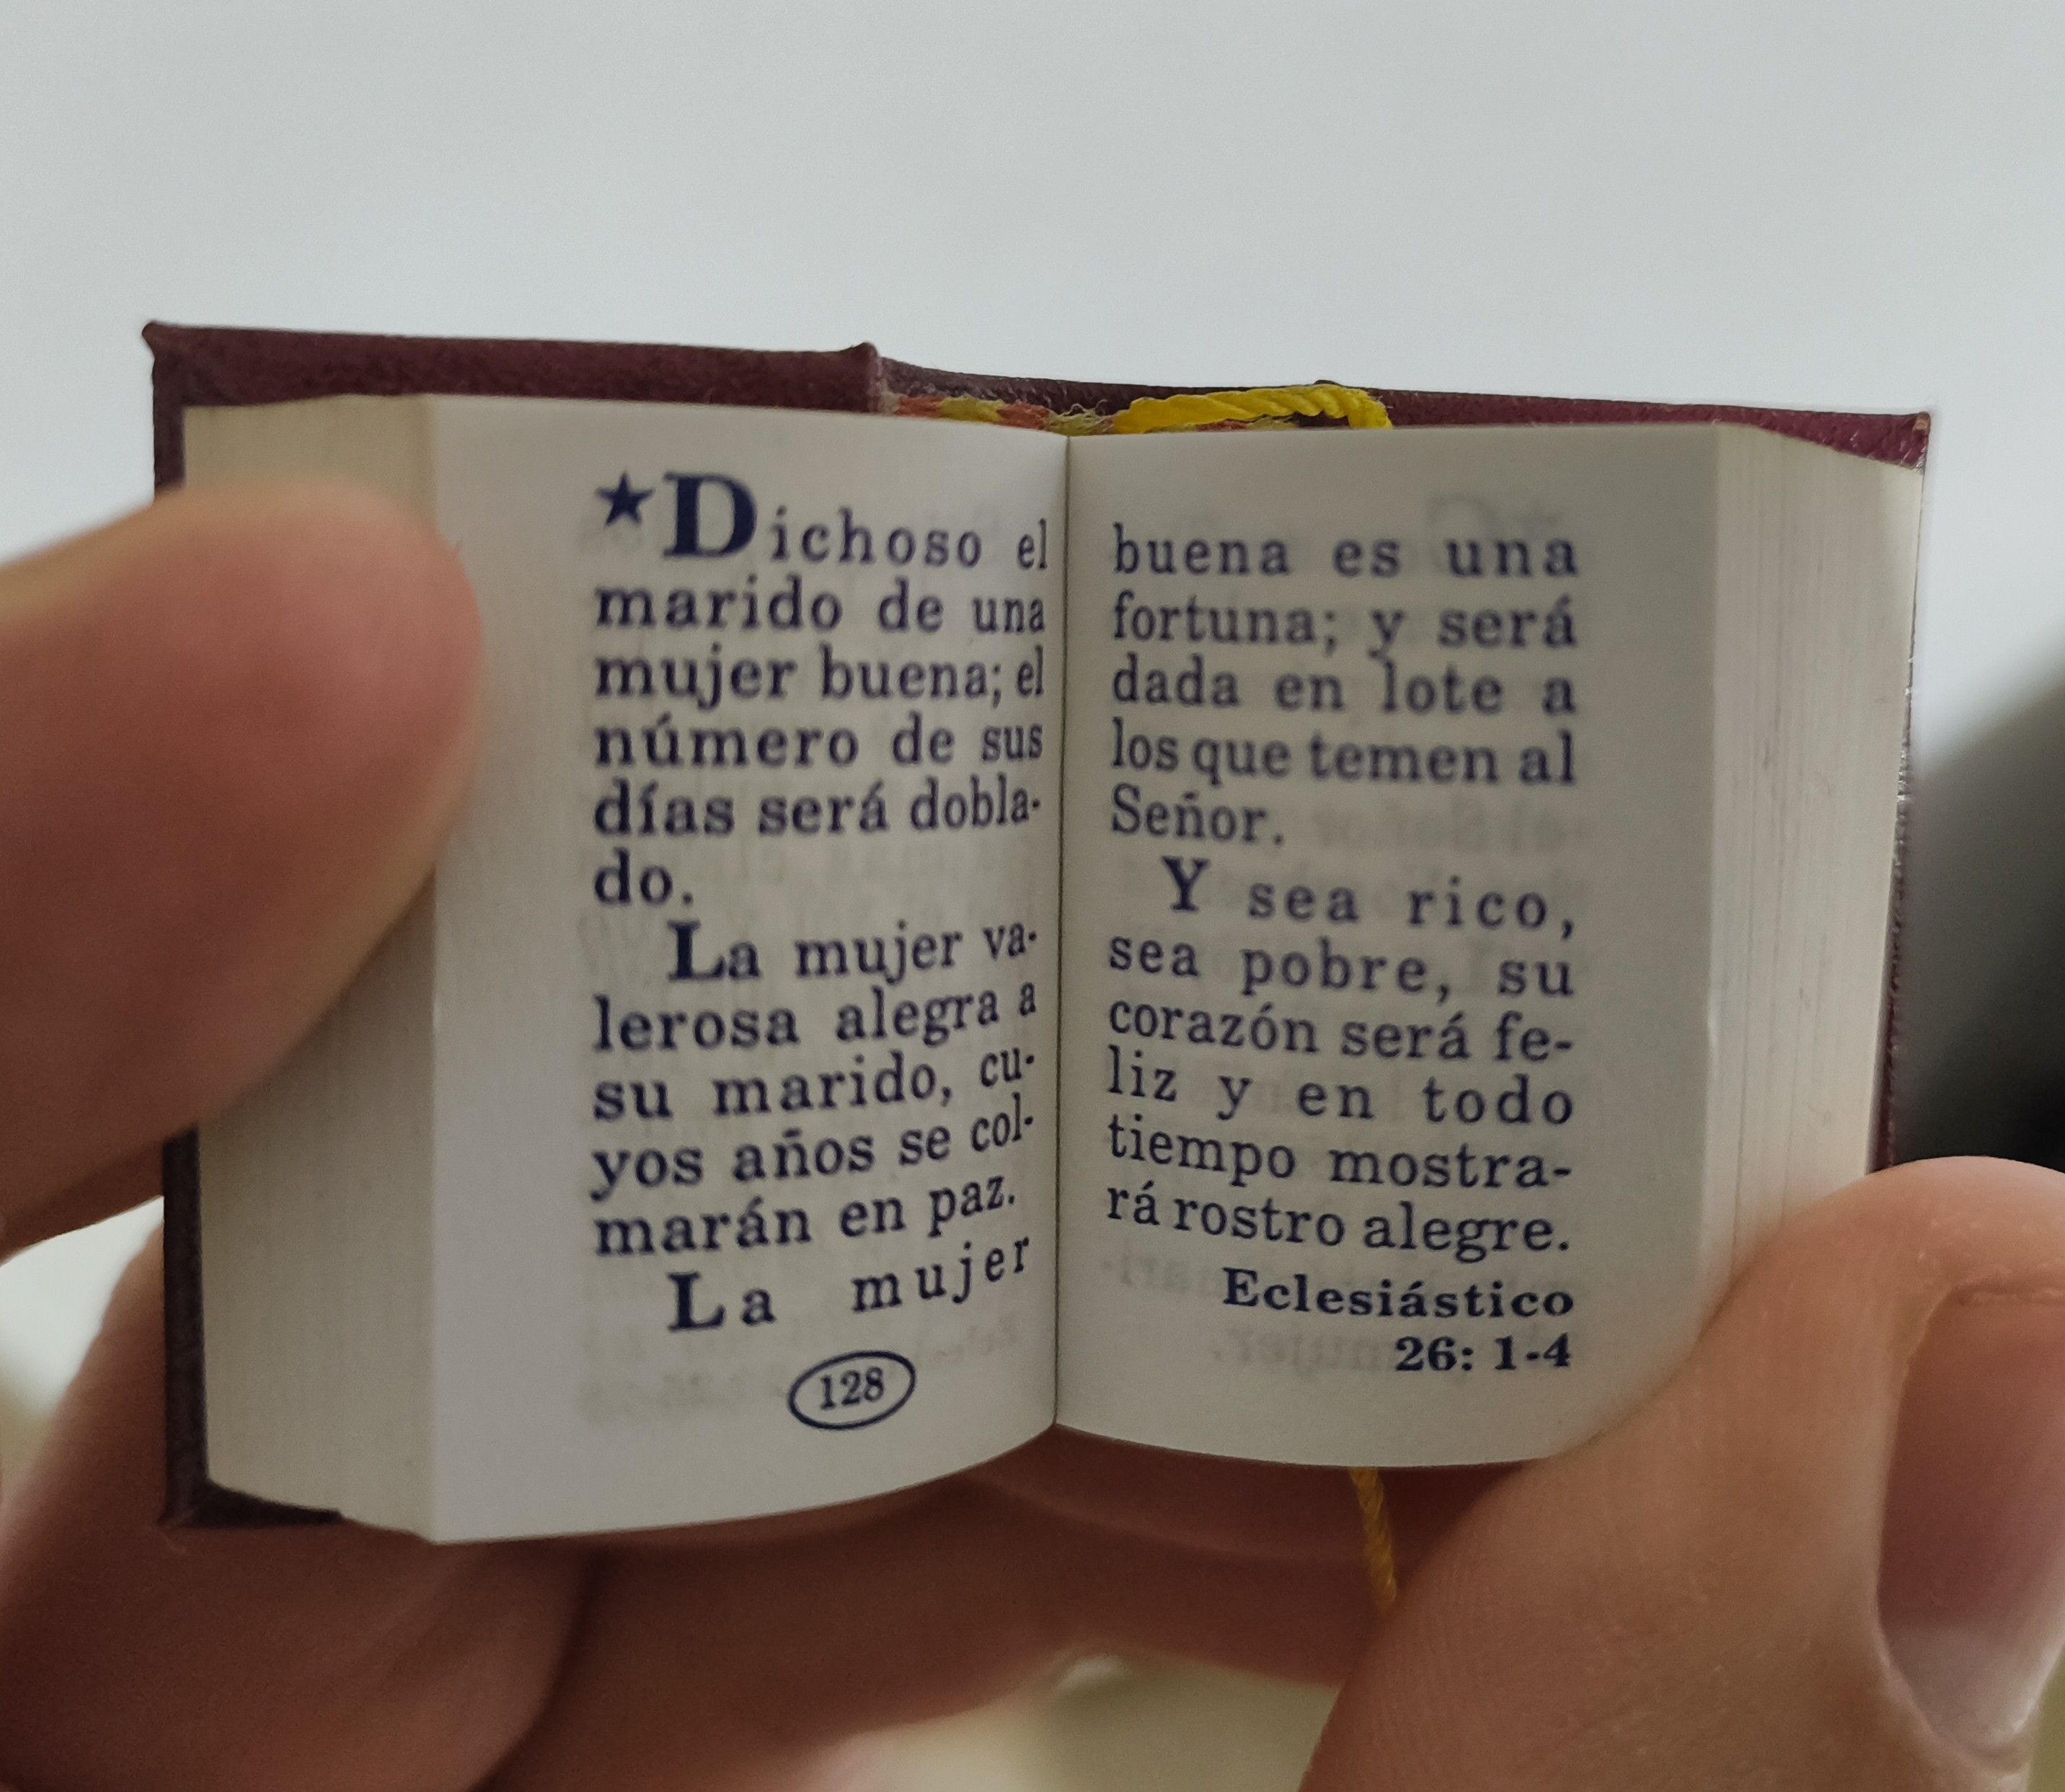 ★Dichoso el
marido de una
mujer buena; el
número de sus
días será dobla-
do.
La mujer va-
lerosa alegra a
su marido, cu-
yos años se col-
marán en paz.
La mujer
128
buena es una
fortuna; y será
dada en lote a
los que temen al
Señor.
Y sea rico,
sea pobre, su
corazón será fe-
liz y en todo
tiempo mostra-
rá rostro alegre.
Eclesiástico
26: 1-4